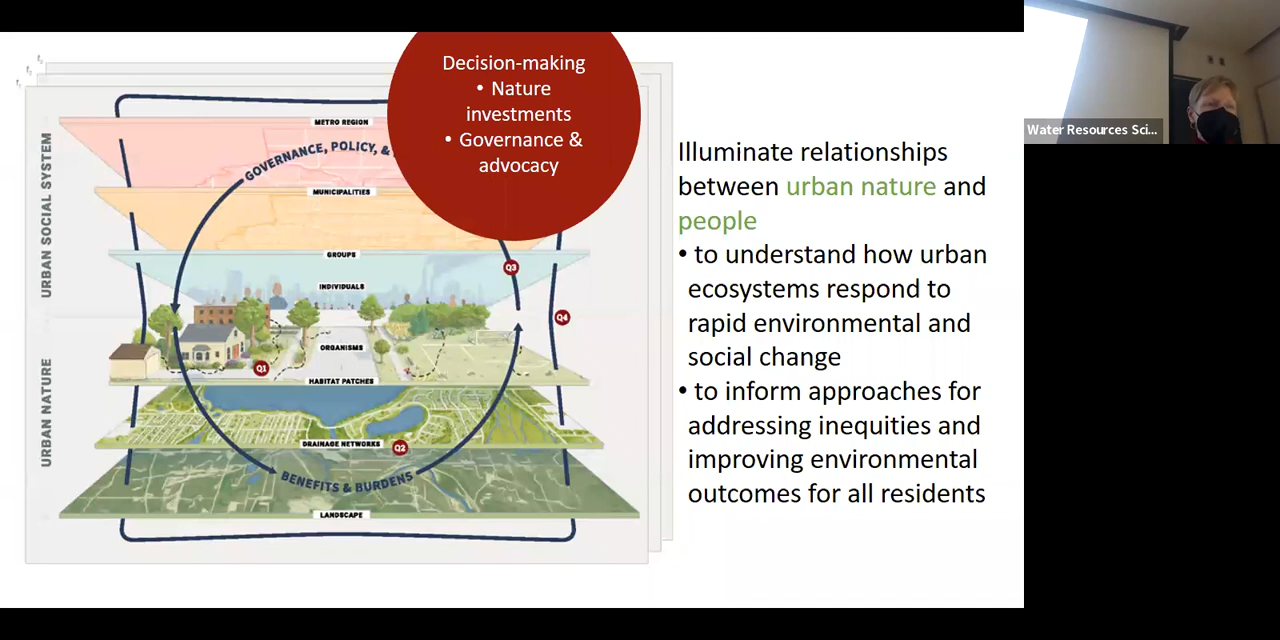 Decision-making
• Nature
investments
• Governance &
advocacy
METRO REGION
GOVERNANCE, POLICY, &
MUNICIPALITIES
GROUPS
INDIVIDUALS
ORGANISMS
HABITAT PATCHES
DRAINAGE NETWORKS
BENEFITS & BURDENS
LANDSCAPE
URBAN SOCIAL SYSTEM
URBAN NATURE
Q3
Q4
Q1
Q2
Illuminate relationships
between urban nature and
people
• to understand how urban
ecosystems respond to
rapid environmental and
social change
• to inform approaches for
addressing inequities and
improving environmental
outcomes for all residents
Water Resources Sci...